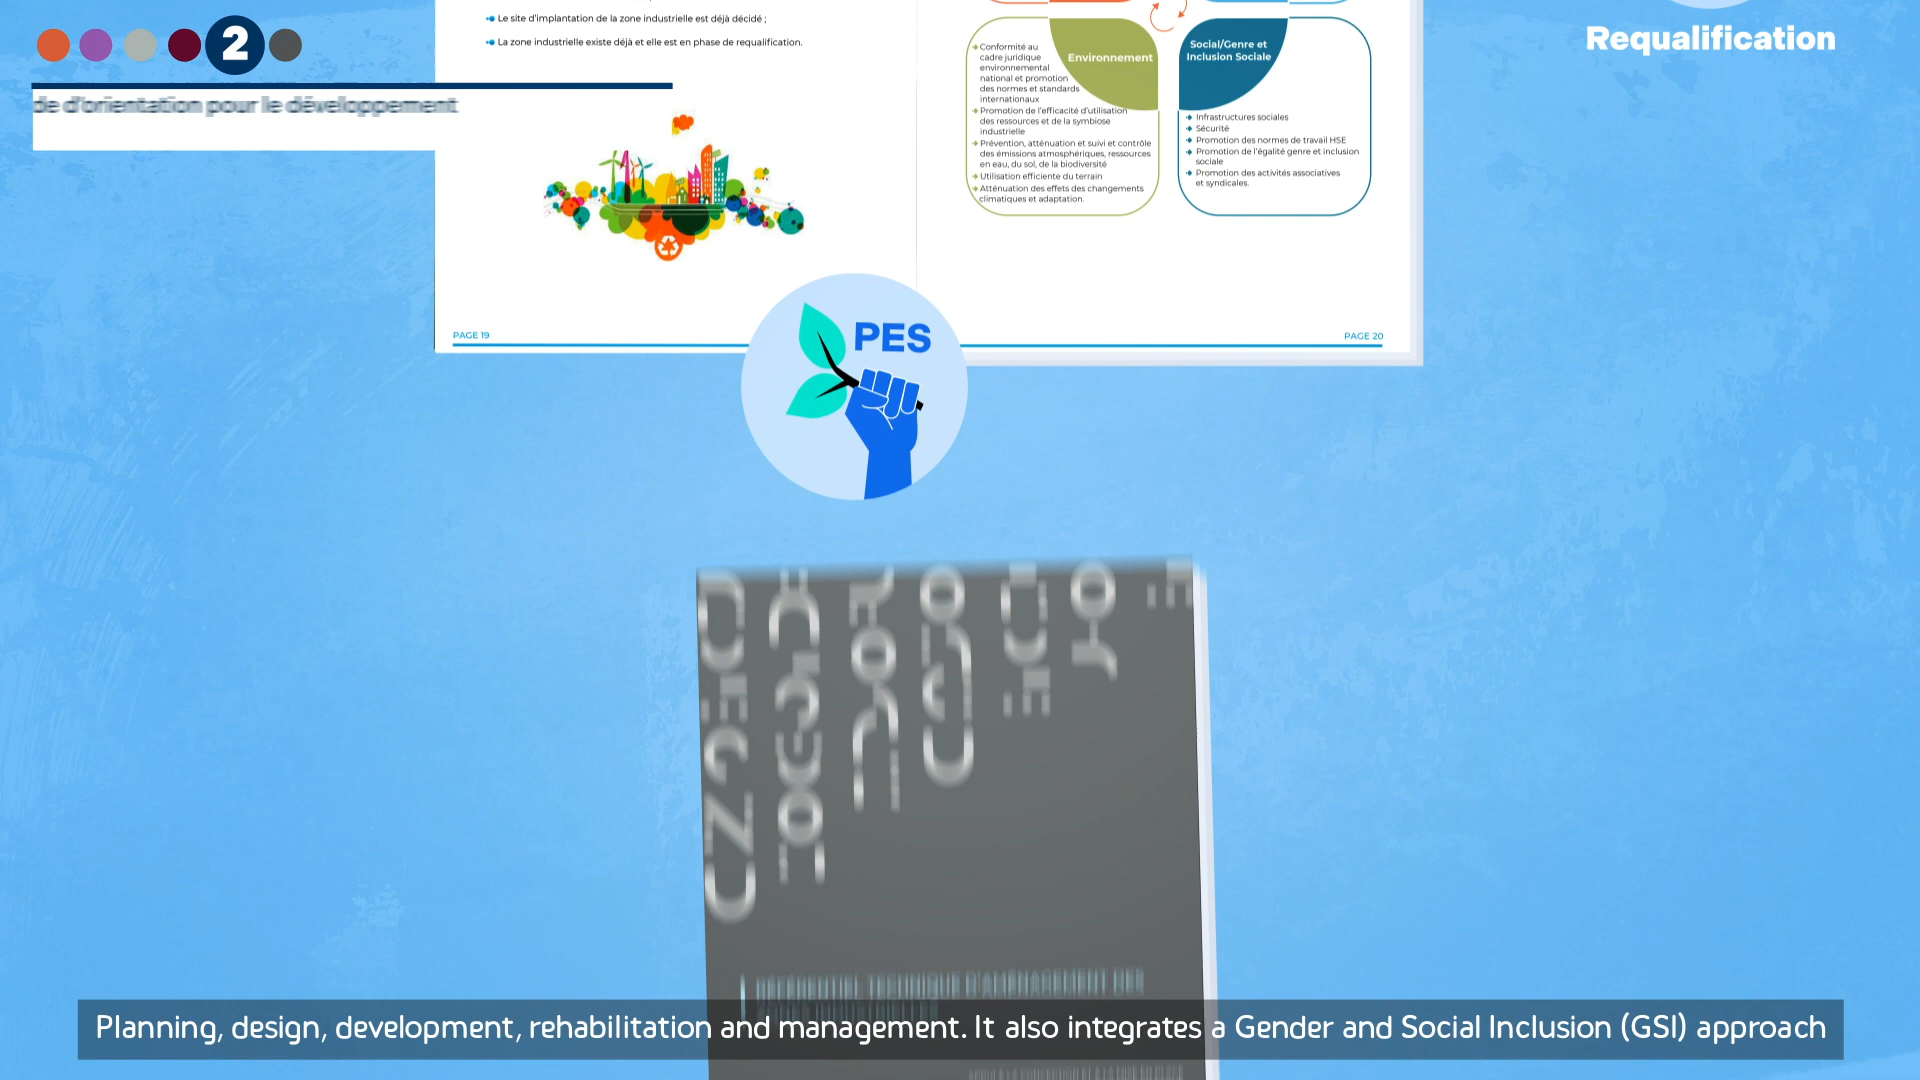 Le site d'implantation de la zone industrielle est déjà décidé ;
La zone industrielle existe déjà et elle est en phase de requalification.
2
de d'orientation pour le développement
Requalification
Environnement
Conformité au
cadre juridique
environnemental
national et promotion
des normes et standards
internationaux
Promotion de l'efficacité d'utilisation
des ressources et de la symbiose
industrielle
Prévention, atténuation et suivi et contrôle
des émissions atmosphériques, ressources
en eau, du sol, de la biodiversité
Utilisation efficiente du terrain
Atténuation des effets des changements
climatiques et adaptation.
Social/Genre et
Inclusion Sociale
Infrastructures sociales
Sécurité
Promotion des normes de travail HSE
Promotion de l'égalité genre et inclusion
sociale
Promotion des activités associatives
et syndicales.
PAGE 19
PAGE 20
PES
RÉFÉRENTIEL TECHNIQUE D'AMÉNAGEMENT DES
Planning, design, development, rehabilitation and management. It also integrates a Gender and Social Inclusion (GSI) approach